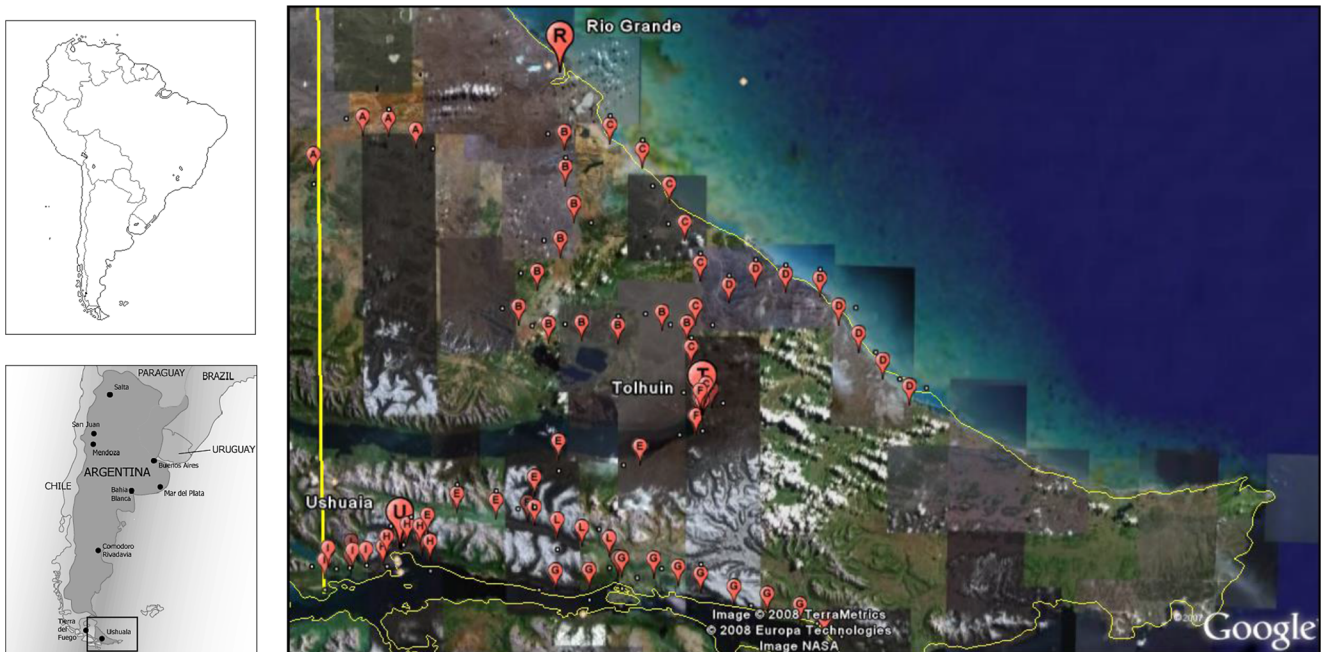 PARAGUAY
BRAZIL
Salta
San Juan
Mendoza
URUGUAY
ARGENTINA
Buenos Aires
CHILE
Bahia
Blanca
Mar del Plata
Comodoro
Rivadavia
Tierra
del
Fuego
Ushuaia
R
Rio Grande
A
A
A
A
B
C
B
C
B
C
B
C
B
C
D
D
D
D
B
B
B
B
B
B
C
D
C
D
D
T
Tolhuin
C
F
D
F
E
E
E
E
E
Ushuaia
U
E
D
L
L
L
H
H
H
H
I
I
I
I
G
G
G
G
G
G
G
G
G
Image © 2008 TerraMetrics
© 2008 Europa Technologies
Image NASA
©2007 Google